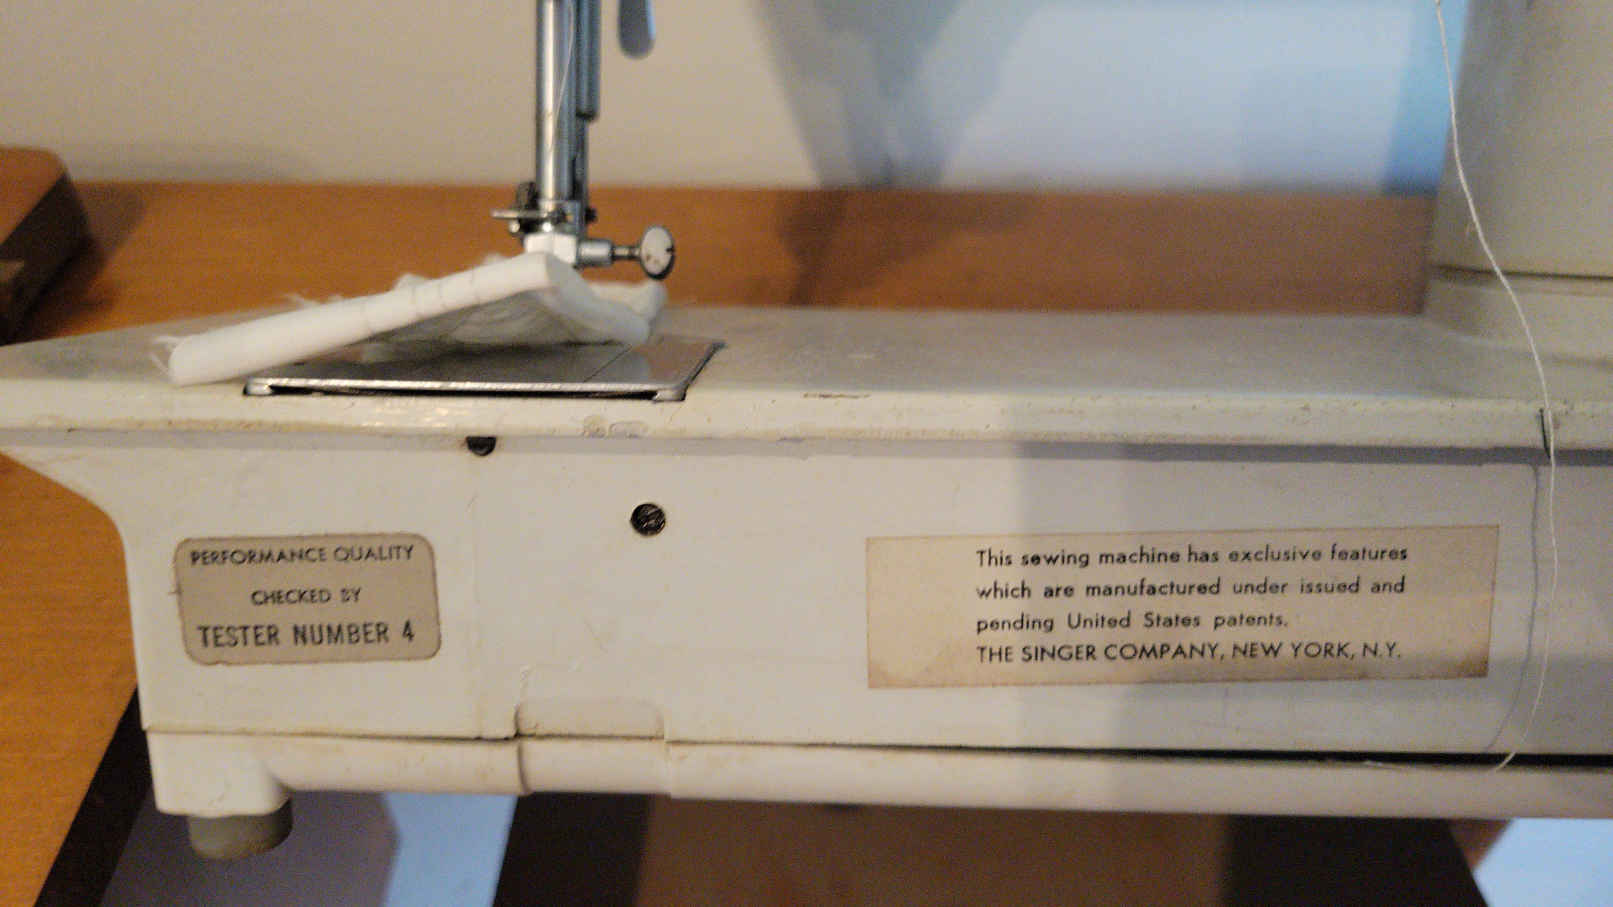 PERFORMANCE QUALITY
CHECKED BY
TESTER NUMBER 4
This sewing machine has exclusive features
which are manufactured under issued and
pending United States patents.
THE SINGER COMPANY, NEW YORK, N.Y.